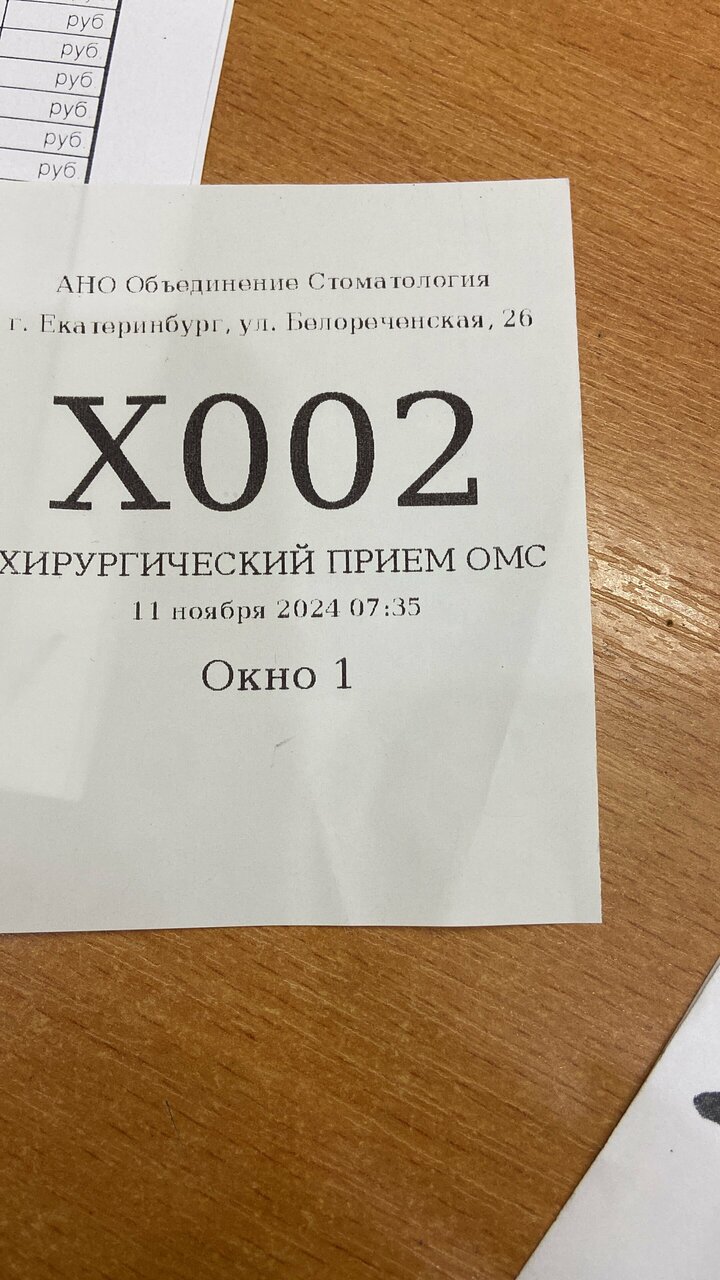 руб
руб
руб
руб
руб
руб
АНО Объединение Стоматология
г. Екатеринбург, ул. Белореченская, 26
Х002
ХИРУРГИЧЕСКИЙ ПРИЕМ ОМС
11 ноября 2024 07:35
Окно 1